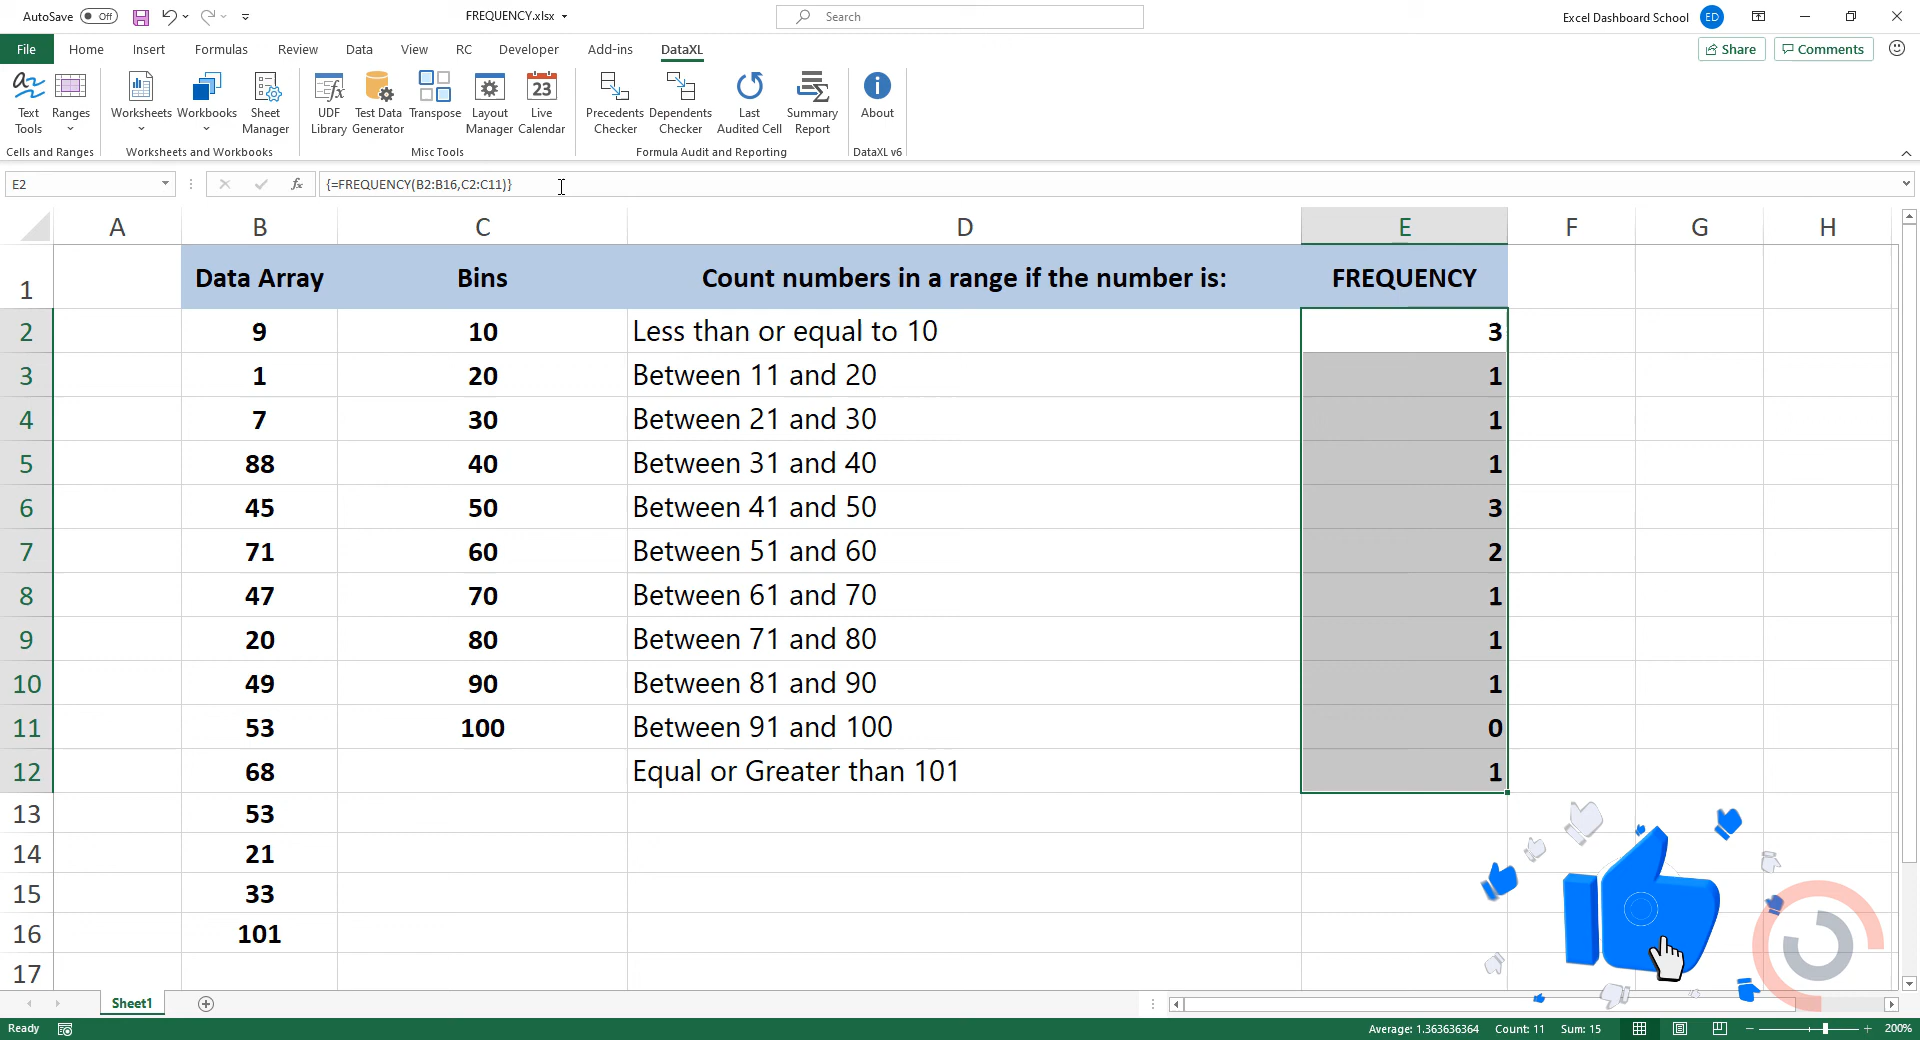 AutoSave Off FREQUENCY.xlsx Search Excel Dashboard School ED
File Home Insert Formulas Review Data View RC Developer Add-ins DataXL Share Comments
Text Tools Ranges Worksheets Workbooks Sheet Manager UDF Library Test Data Generator Transpose Layout Manager 23 Live Calendar Precedents Checker Dependents Checker Last Audited Cell Summary Report About
Cells and Ranges Worksheets and Workbooks Misc Tools Formula Audit and Reporting DataXL v6
E2 fx {=FREQUENCY(B2:B16,C2:C11)}
A B C D E F G H
1 Data Array Bins Count numbers in a range if the number is: FREQUENCY
2 9 10 Less than or equal to 10 3
3 1 20 Between 11 and 20 1
4 7 30 Between 21 and 30 1
5 88 40 Between 31 and 40 1
6 45 50 Between 41 and 50 3
7 71 60 Between 51 and 60 2
8 47 70 Between 61 and 70 1
9 20 80 Between 71 and 80 1
10 49 90 Between 81 and 90 1
11 53 100 Between 91 and 100 0
12 68 Equal or Greater than 101 1
13 53
14 21
15 33
16 101
17
Sheet1
Ready Average: 1.363636364 Count: 11 Sum: 15 200%